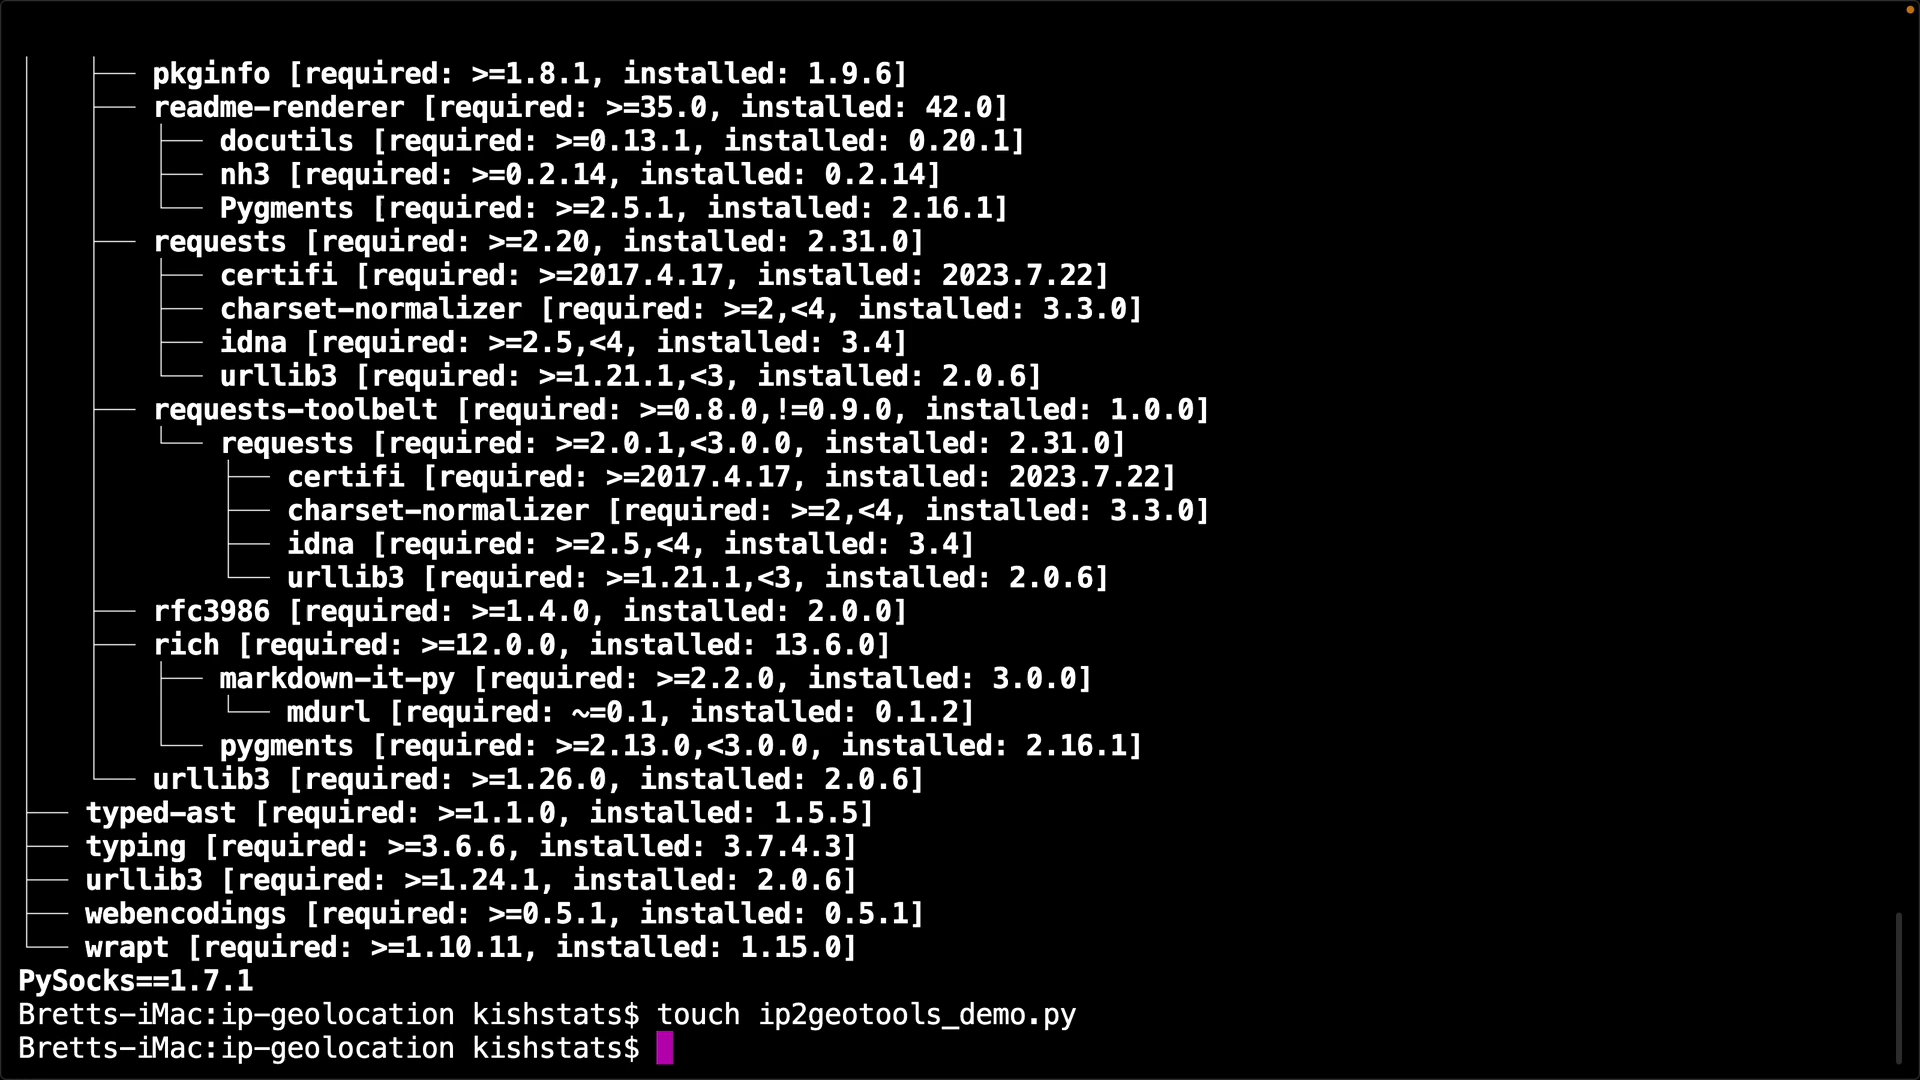 pkginfo [required: >=1.8.1, installed: 1.9.6]
readme-renderer [required: >=35.0, installed: 42.0]
docutils [required: >=0.13.1, installed: 0.20.1]
nh3 [required: >=0.2.14, installed: 0.2.14]
Pygments [required: >=2.5.1, installed: 2.16.1]
requests [required: >=2.20, installed: 2.31.0]
certifi [required: >=2017.4.17, installed: 2023.7.22]
charset-normalizer [required: >=2,<4, installed: 3.3.0]
idna [required: >=2.5,<4, installed: 3.4]
urllib3 [required: >=1.21.1,<3, installed: 2.0.6]
requests-toolbelt [required: >=0.8.0,!=0.9.0, installed: 1.0.0]
requests [required: >=2.0.1,<3.0.0, installed: 2.31.0]
certifi [required: >=2017.4.17, installed: 2023.7.22]
charset-normalizer [required: >=2,<4, installed: 3.3.0]
idna [required: >=2.5,<4, installed: 3.4]
urllib3 [required: >=1.21.1,<3, installed: 2.0.6]
rfc3986 [required: >=1.4.0, installed: 2.0.0]
rich [required: >=12.0.0, installed: 13.6.0]
markdown-it-py [required: >=2.2.0, installed: 3.0.0]
mdurl [required: ~=0.1, installed: 0.1.2]
pygments [required: >=2.13.0,<3.0.0, installed: 2.16.1]
urllib3 [required: >=1.26.0, installed: 2.0.6]
typed-ast [required: >=1.1.0, installed: 1.5.5]
typing [required: >=3.6.6, installed: 3.7.4.3]
urllib3 [required: >=1.24.1, installed: 2.0.6]
webencodings [required: >=0.5.1, installed: 0.5.1]
wrapt [required: >=1.10.11, installed: 1.15.0]
PySocks==1.7.1
Bretts-iMac:ip-geolocation kishstats$ touch ip2geotools_demo.py
Bretts-iMac:ip-geolocation kishstats$